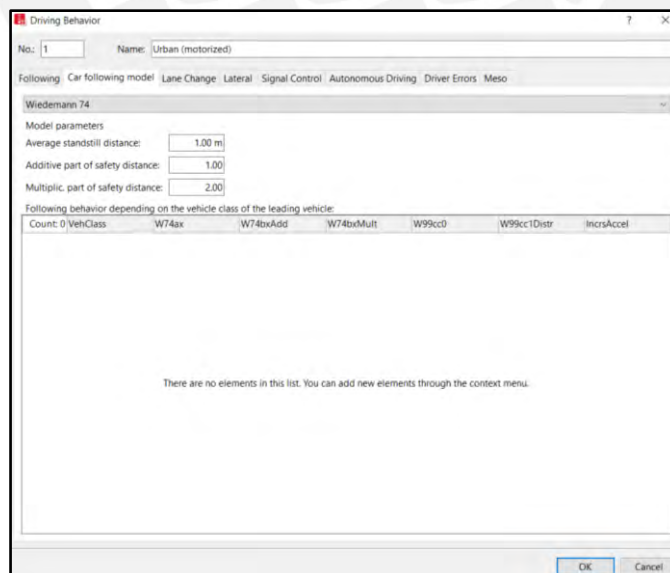 Driving Behavior ? ✕
No.: 1 Name: Urban (motorized)
Following Car following model Lane Change Lateral Signal Control Autonomous Driving Driver Errors Meso
Wiedemann 74
Model parameters
Average standstill distance: 1.00 m
Additive part of safety distance: 1.00
Multiplic. part of safety distance: 2.00
Following behavior depending on the vehicle class of the leading vehicle:
Count: 0 VehClass W74ax W74bxAdd W74bxMult W99cc0 W99cc1Distr IncrsAccel
There are no elements in this list. You can add new elements through the context menu.
OK Cancel